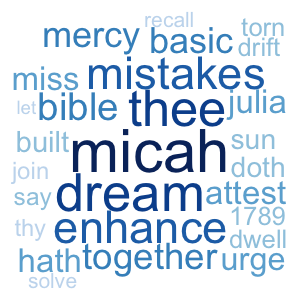 recall
mercy basic torn
drift
miss mistakes
let bible thee julia
built micah sun
join doth
say dream attest
thy enhance 1789
dwell
hath together urge
solve